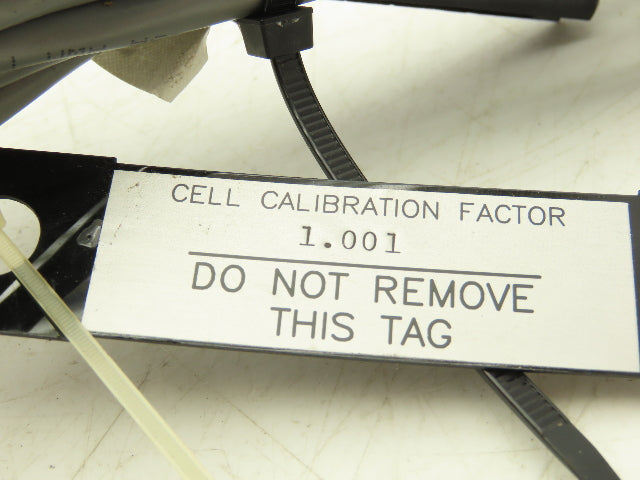 CELL CALIBRATION FACTOR
1.001
DO NOT REMOVE
THIS TAG